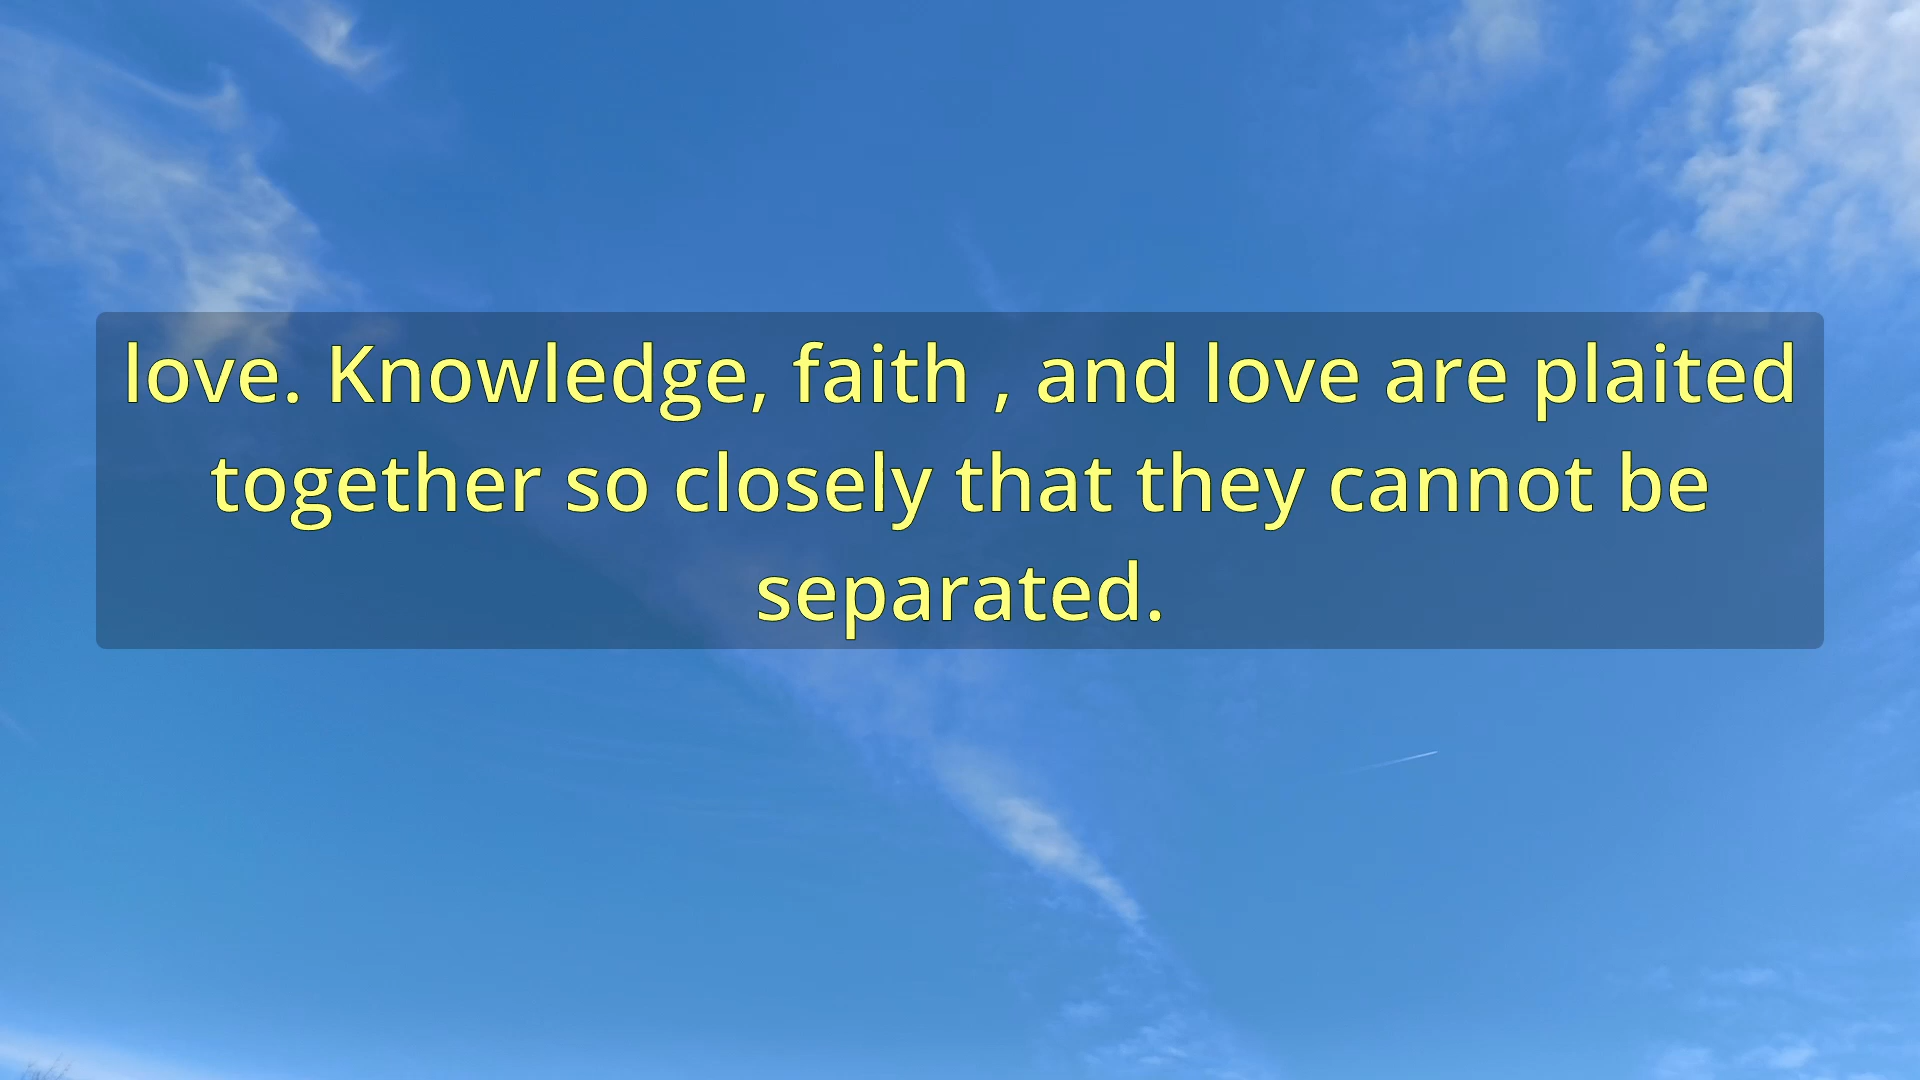 love. Knowledge, faith , and love are plaited
together so closely that they cannot be
separated.